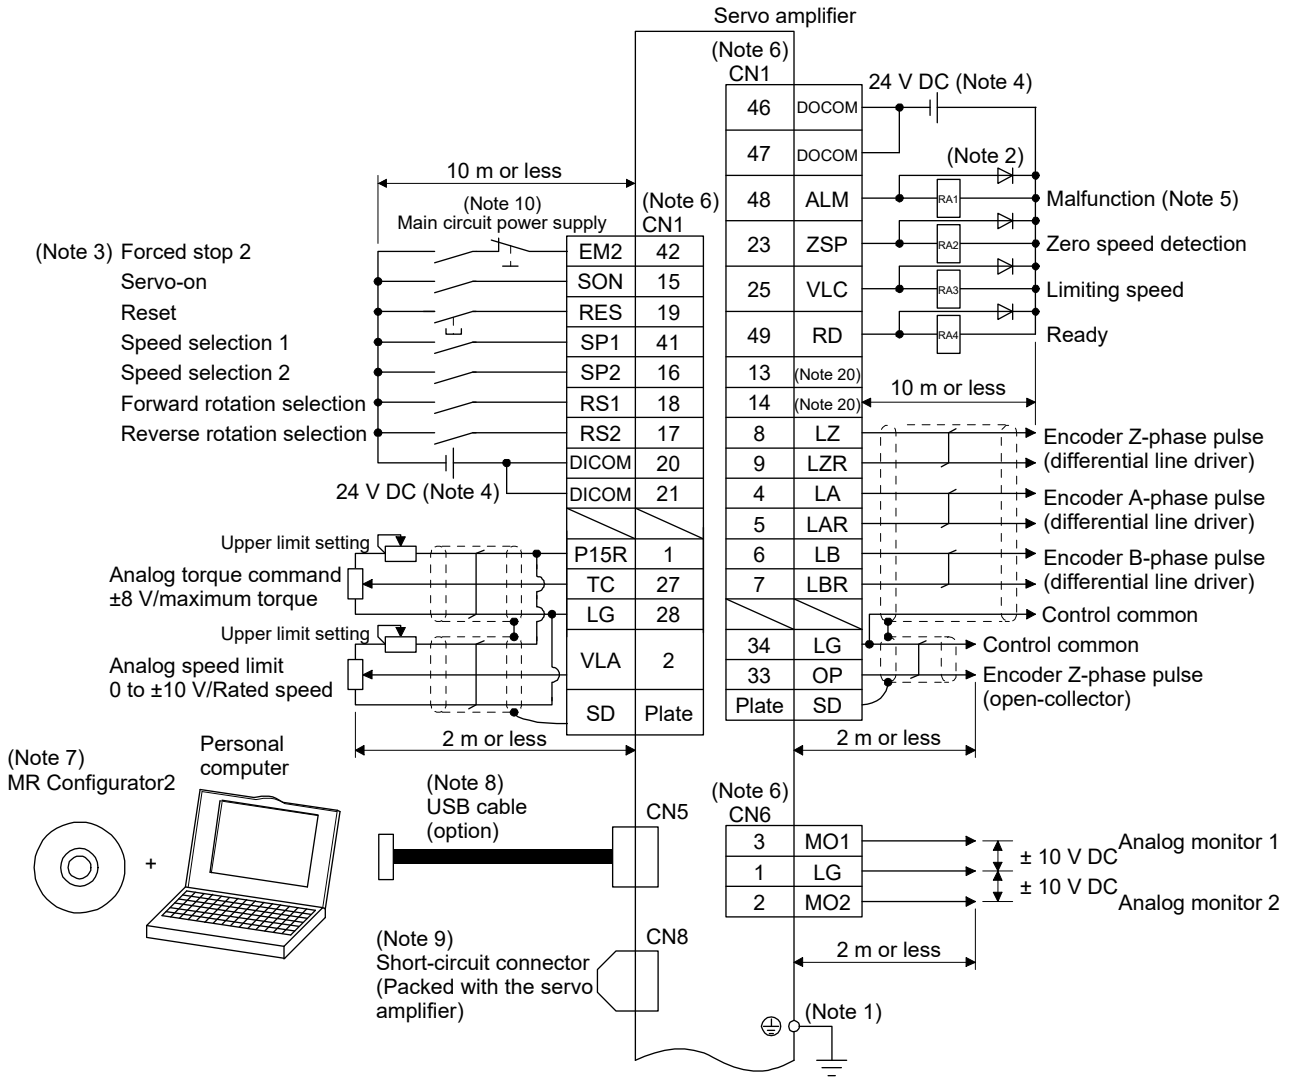 Servo amplifier
(Note 6)
CN1
24 V DC (Note 4)
46 DOCOM
47 DOCOM
(Note 2)
48 ALM RA1 Malfunction (Note 5)
23 ZSP RA2 Zero speed detection
25 VLC RA3 Limiting speed
49 RD RA4 Ready
13 (Note 20)
14 (Note 20)
10 m or less
8 LZ
9 LZR
Encoder Z-phase pulse
(differential line driver)
4 LA
5 LAR
Encoder A-phase pulse
(differential line driver)
6 LB
7 LBR
Encoder B-phase pulse
(differential line driver)
Control common
34 LG Control common
33 OP Encoder Z-phase pulse
(open-collector)
Plate SD
2 m or less
10 m or less
(Note 10)
Main circuit power supply
(Note 6)
CN1
(Note 3) Forced stop 2 EM2 42
Servo-on SON 15
Reset RES 19
Speed selection 1 SP1 41
Speed selection 2 SP2 16
Forward rotation selection RS1 18
Reverse rotation selection RS2 17
DICOM 20
24 V DC (Note 4) DICOM 21
Upper limit setting
P15R 1
Analog torque command
±8 V/maximum torque
TC 27
LG 28
Upper limit setting
Analog speed limit
0 to ±10 V/Rated speed
VLA 2
SD Plate
2 m or less
(Note 7)
MR Configurator2
Personal
computer
+
(Note 8)
USB cable
(option)
CN5
(Note 9)
Short-circuit connector
(Packed with the servo
amplifier)
CN8
(Note 6)
CN6
3 MO1 Analog monitor 1
± 10 V DC
1 LG
± 10 V DC
2 MO2 Analog monitor 2
2 m or less
(Note 1)